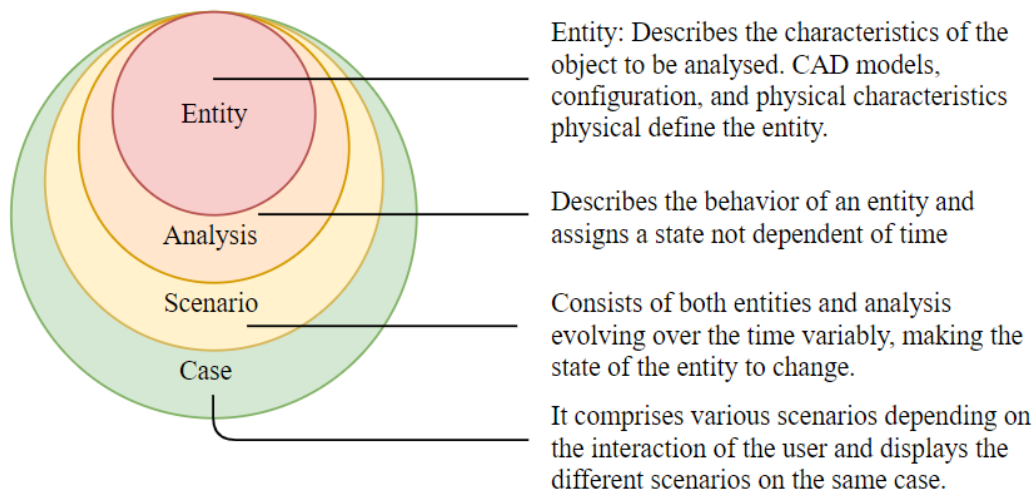 Entity
Analysis
Scenario
Case
Entity: Describes the characteristics of the
object to be analysed. CAD models,
configuration, and physical characteristics
physical define the entity.
Describes the behavior of an entity and
assigns a state not dependent of time
Consists of both entities and analysis
evolving over the time variably, making the
state of the entity to change.
It comprises various scenarios depending on
the interaction of the user and displays the
different scenarios on the same case.